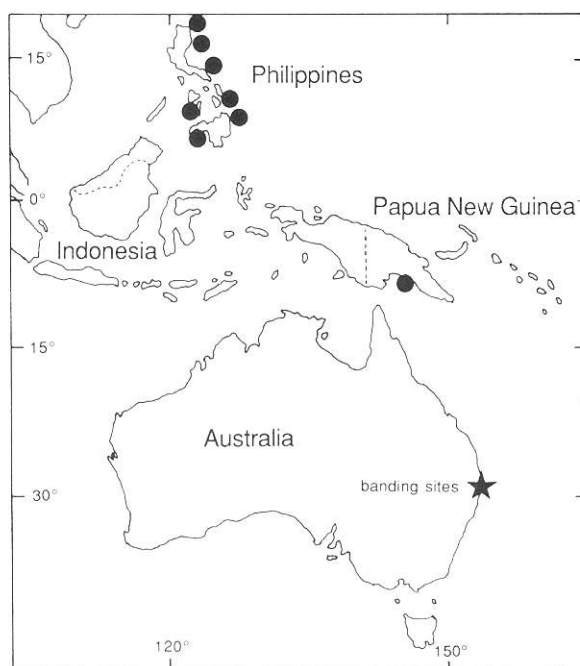 15°
Philippines
0°
Papua New Guinea
Indonesia
15°
Australia
banding sites
30°
120°
150°